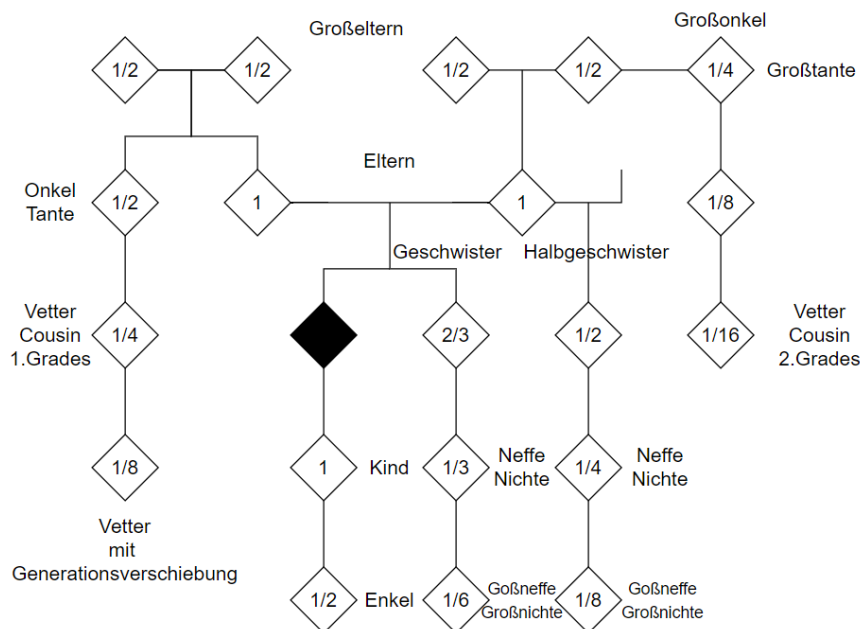 Großonkel
Großeltern
1/2
1/2
1/2
1/2
1/4
Großtante
Eltern
Onkel
Tante
1/2
1
1
1/8
Geschwister
Halbgeschwister
Vetter
Cousin
1.Grades
1/4
2/3
1/2
1/16
Vetter
Cousin
2.Grades
1/8
1
Kind
1/3
Neffe
Nichte
1/4
Neffe
Nichte
Vetter
mit
Generationsverschiebung
1/2
Enkel
1/6
Goßneffe
Großnichte
1/8
Goßneffe
Großnichte